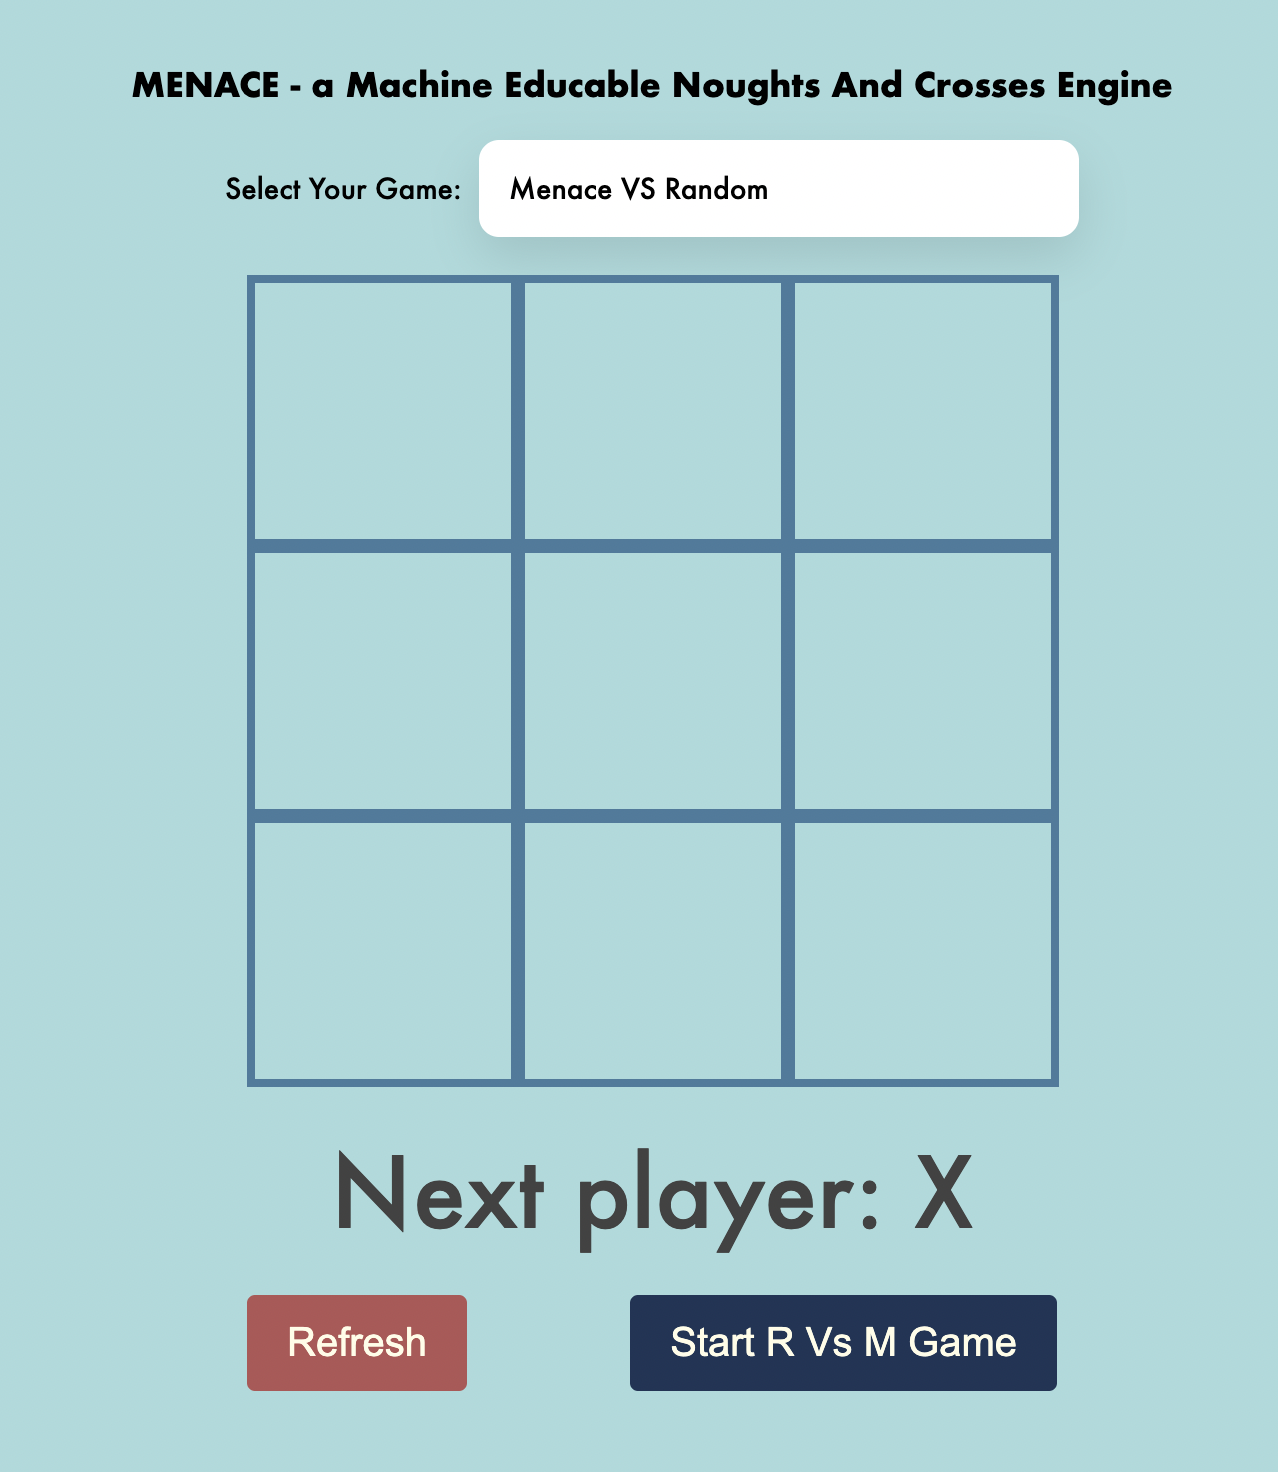 MENACE - a Machine Educable Noughts And Crosses Engine
Select Your Game:
Menace VS Random
Next player: X
Refresh
Start R Vs M Game